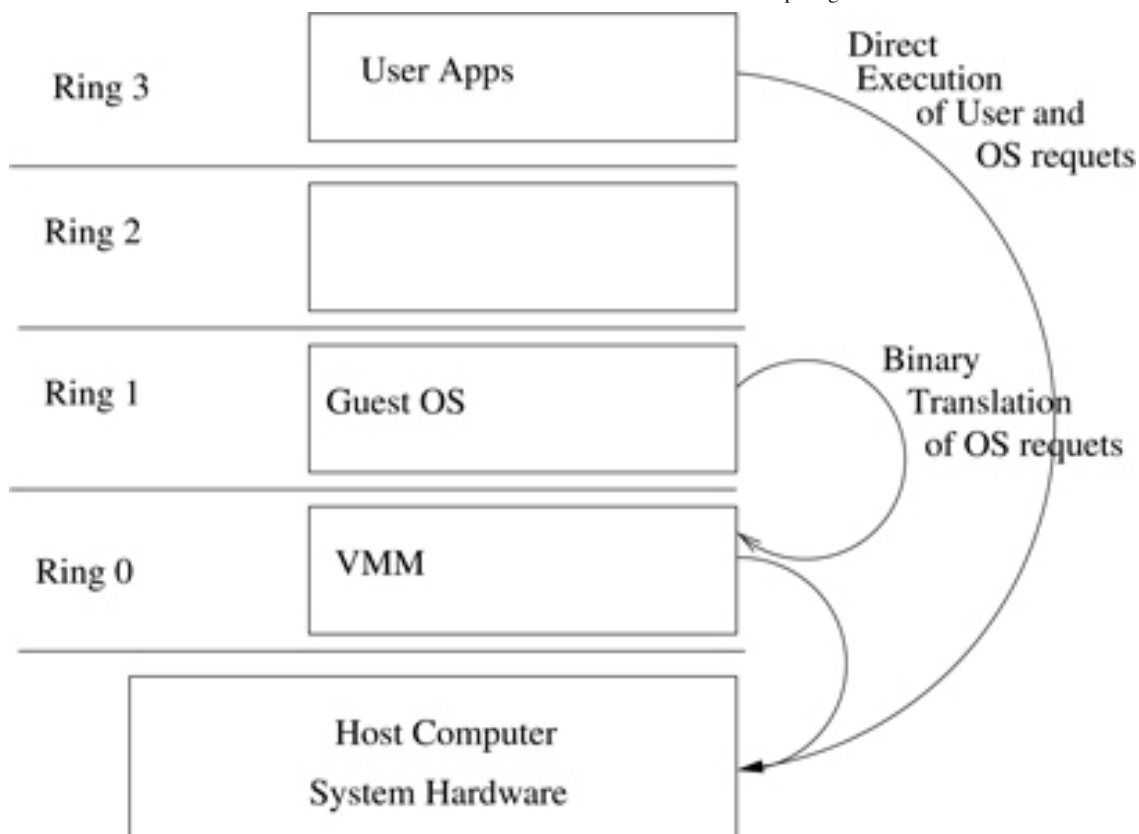 Ring 3
User Apps
Direct
Execution
of User and
OS requets
Ring 2
Ring 1
Guest OS
Binary
Translation
of OS requets
Ring 0
VMM
Host Computer
System Hardware